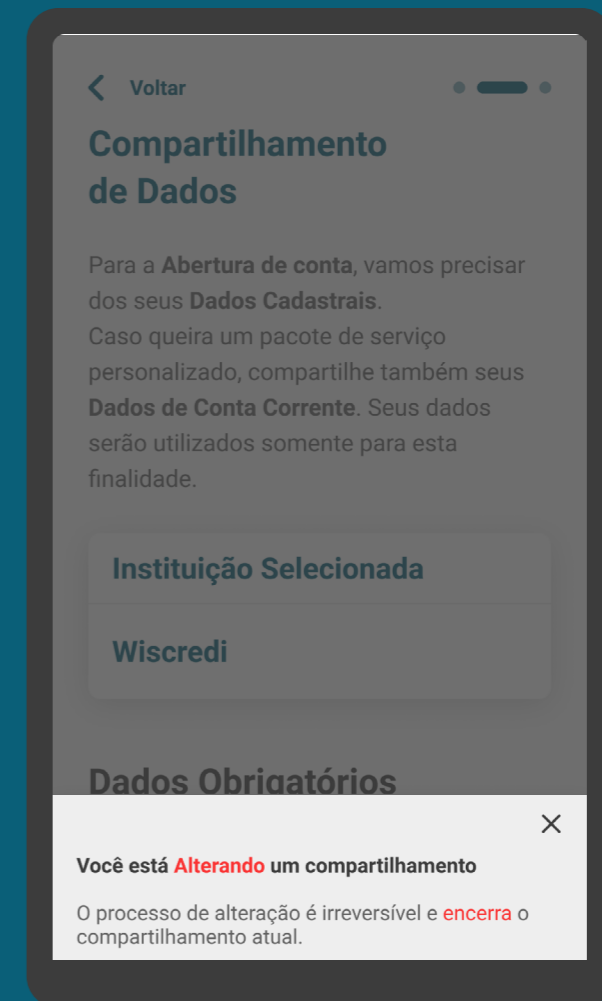 Voltar
Compartilhamento
de Dados
Para a Abertura de conta, vamos precisar
dos seus Dados Cadastrais.
Caso queira um pacote de serviço
personalizado, compartilhe também seus
Dados de Conta Corrente. Seus dados
serão utilizados somente para esta
finalidade.
Instituição Selecionada
Wiscredi
Dados Obrigatórios
Você está Alterando um compartilhamento
O processo de alteração é irreversível e encerra o
compartilhamento atual.